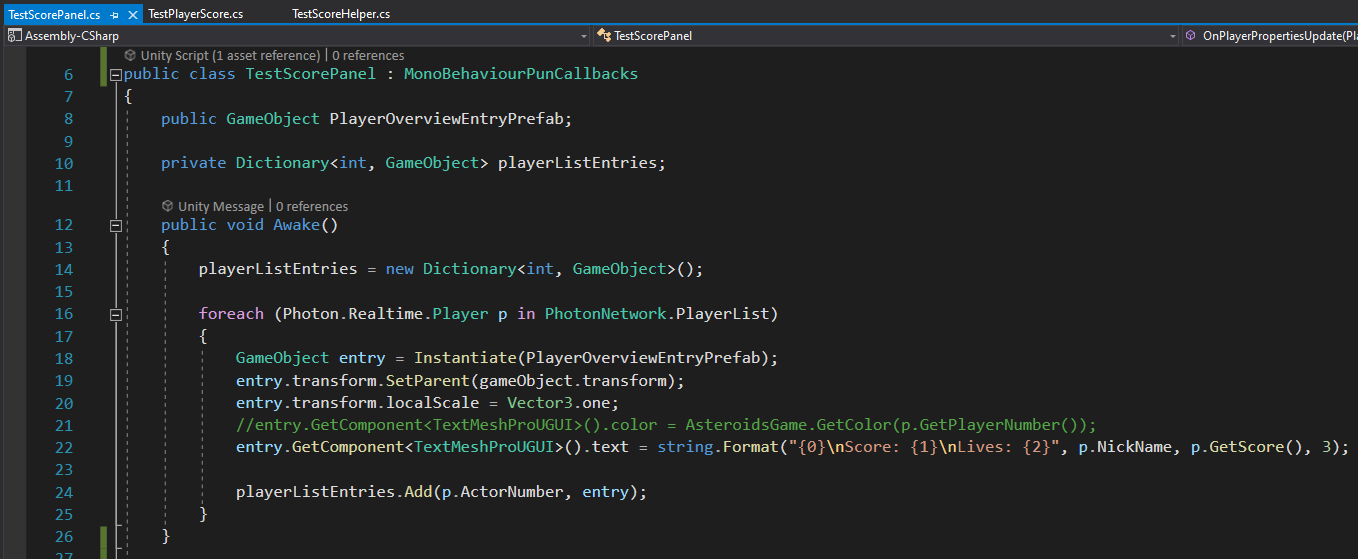 TestScorePanel.cs TestPlayerScore.cs TestScoreHelper.cs
Assembly-CSharp TestScorePanel OnPlayerPropertiesUpdate(Pla
Unity Script (1 asset reference) | 0 references
6 public class TestScorePanel : MonoBehaviourPunCallbacks
7 {
8 public GameObject PlayerOverviewEntryPrefab;
9
10 private Dictionary<int, GameObject> playerListEntries;
11
Unity Message | 0 references
12 public void Awake()
13 {
14 playerListEntries = new Dictionary<int, GameObject>();
15
16 foreach (Photon.Realtime.Player p in PhotonNetwork.PlayerList)
17 {
18 GameObject entry = Instantiate(PlayerOverviewEntryPrefab);
19 entry.transform.SetParent(gameObject.transform);
20 entry.transform.localScale = Vector3.one;
21 //entry.GetComponent<TextMeshProUGUI>().color = AsteroidsGame.GetColor(p.GetPlayerNumber());
22 entry.GetComponent<TextMeshProUGUI>().text = string.Format("{0}\nScore: {1}\nLives: {2}", p.NickName, p.GetScore(), 3);
23
24 playerListEntries.Add(p.ActorNumber, entry);
25 }
26 }
27